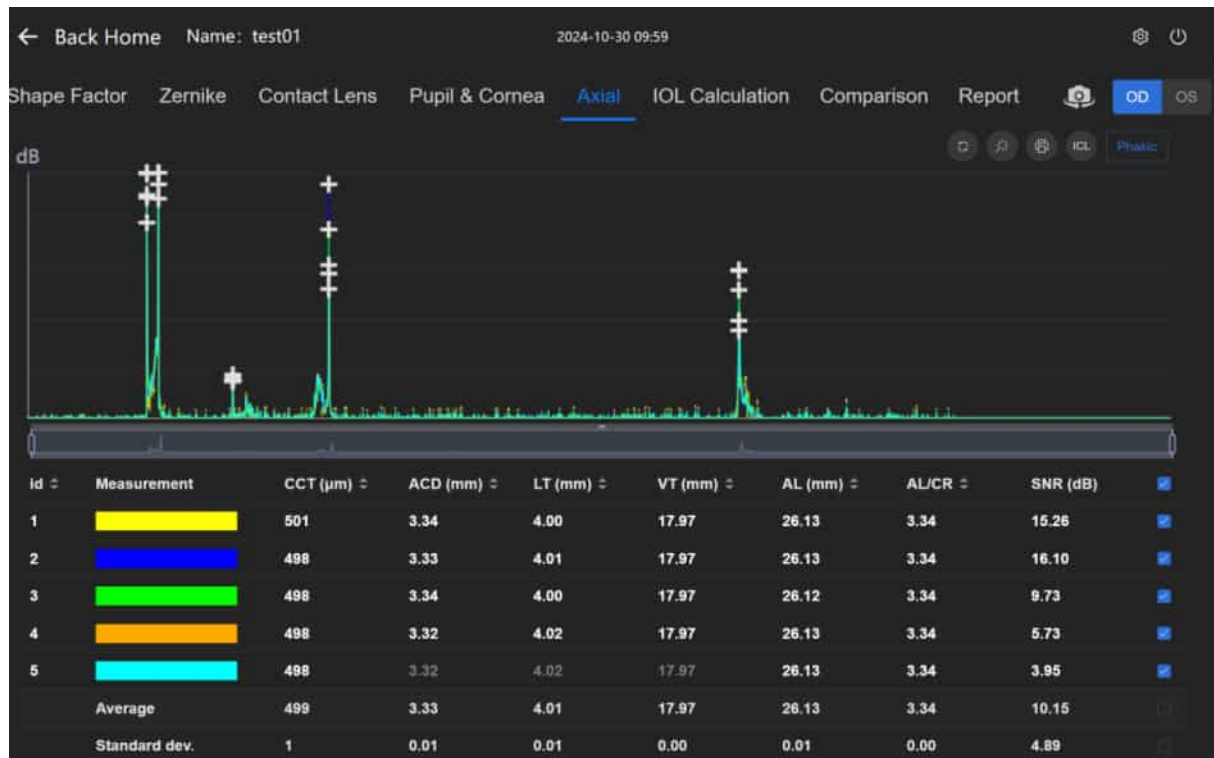 ← Back Home Name: test01 2024-10-30 09:59
Shape Factor Zernike Contact Lens Pupil & Cornea Axial IOL Calculation Comparison Report OD OS
dB ICL Phakic
id Measurement CCT (μm) ACD (mm) LT (mm) VT (mm) AL (mm) AL/CR SNR (dB)
1 501 3.34 4.00 17.97 26.13 3.34 15.26
2 498 3.33 4.01 17.97 26.13 3.34 16.10
3 498 3.34 4.00 17.97 26.12 3.34 9.73
4 498 3.32 4.02 17.97 26.13 3.34 5.73
5 498 3.32 4.02 17.97 26.13 3.34 3.95
Average 499 3.33 4.01 17.97 26.13 3.34 10.15
Standard dev. 1 0.01 0.01 0.00 0.01 0.00 4.89